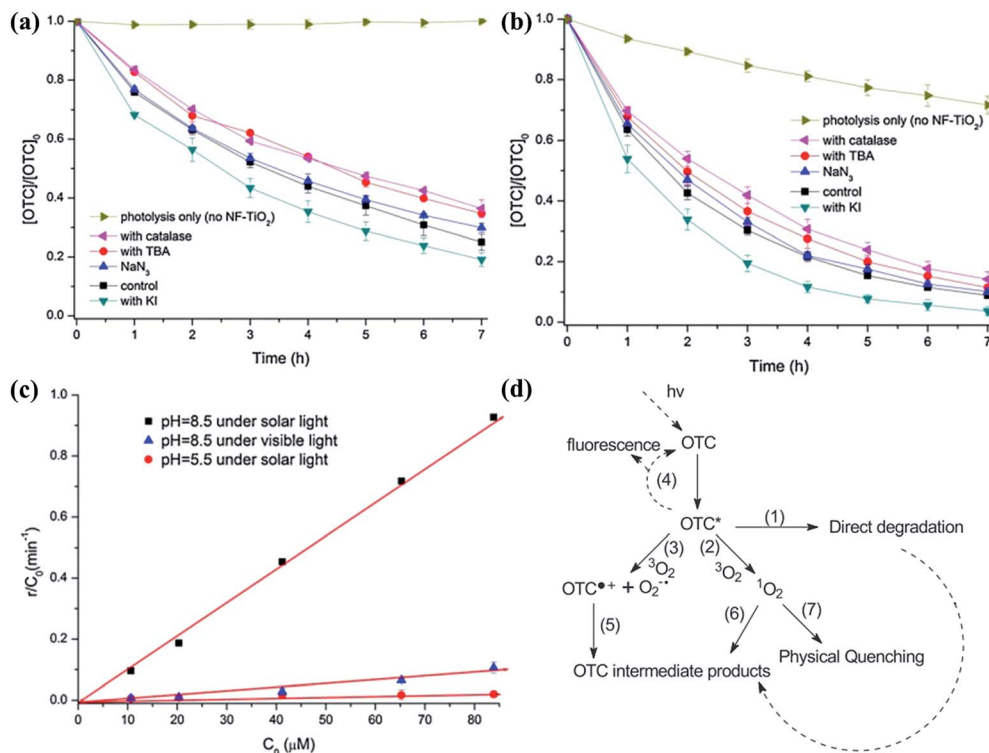 (a)
1.0
0.8
0.6
0.4
0.2
0.0
[OTC]/[OTC]₀
photolysis only (no NF-TiO₂)
with catalase
with TBA
NaN₃
control
with KI
0 1 2 3 4 5 6 7
Time (h)
(b)
1.0
0.8
0.6
0.4
0.2
0.0
[OTC]/[OTC]₀
photolysis only (no NF-TiO₂)
with catalase
with TBA
NaN₃
control
with KI
0 1 2 3 4 5 6 7
Time (h)
(c)
1.0
0.8
0.6
0.4
0.2
0.0
r/C₀(min⁻¹)
pH=8.5 under solar light
pH=8.5 under visible light
pH=5.5 under solar light
0 10 20 30 40 50 60 70 80
C₀ (μM)
(d)
hν
fluorescence OTC
(4)
OTC* (1) Direct degradation
(3) (2)
³O₂ ³O₂
OTC•+ + O₂⁻• ¹O₂
(5) (6) (7)
OTC intermediate products Physical Quenching